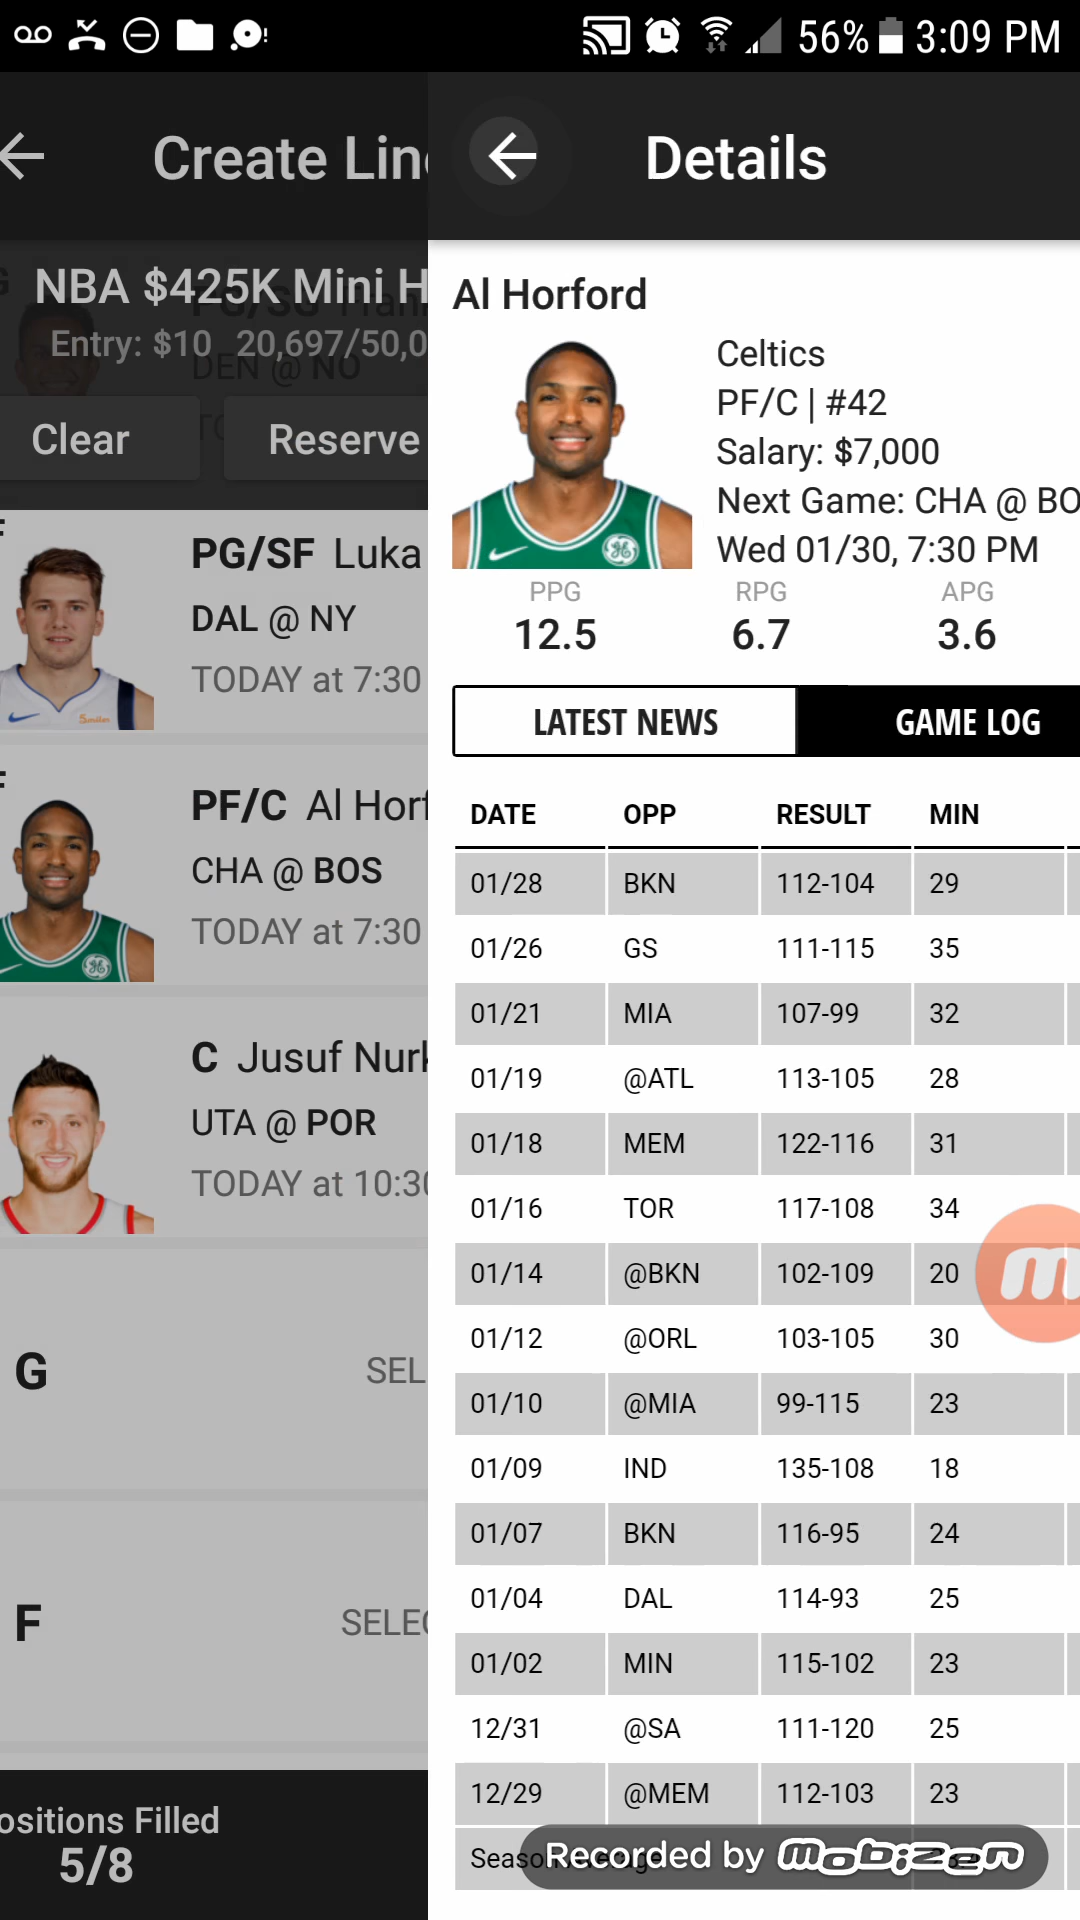 56% 3:09 PM
Create Line
NBA $425K Mini H
PG/SG Fran
Entry: $10 20,697/50,0
DEN @ NO
Clear
Reserve
PG/SF Luka
DAL @ NY
TODAY at 7:30
PF/C Al Horf
CHA @ BOS
TODAY at 7:30
C Jusuf Nurk
UTA @ POR
TODAY at 10:30
G
SEL
F
SELEC
ositions Filled
5/8
Details
Al Horford
Celtics
PF/C | #42
Salary: $7,000
Next Game: CHA @ BO
Wed 01/30, 7:30 PM
PPG RPG APG
12.5 6.7 3.6
LATEST NEWS GAME LOG
DATE OPP RESULT MIN
01/28 BKN 112-104 29
01/26 GS 111-115 35
01/21 MIA 107-99 32
01/19 @ATL 113-105 28
01/18 MEM 122-116 31
01/16 TOR 117-108 34
01/14 @BKN 102-109 20
01/12 @ORL 103-105 30
01/10 @MIA 99-115 23
01/09 IND 135-108 18
01/07 BKN 116-95 24
01/04 DAL 114-93 25
01/02 MIN 115-102 23
12/31 @SA 111-120 25
12/29 @MEM 112-103 23
Season Average
Recorded by mobizen